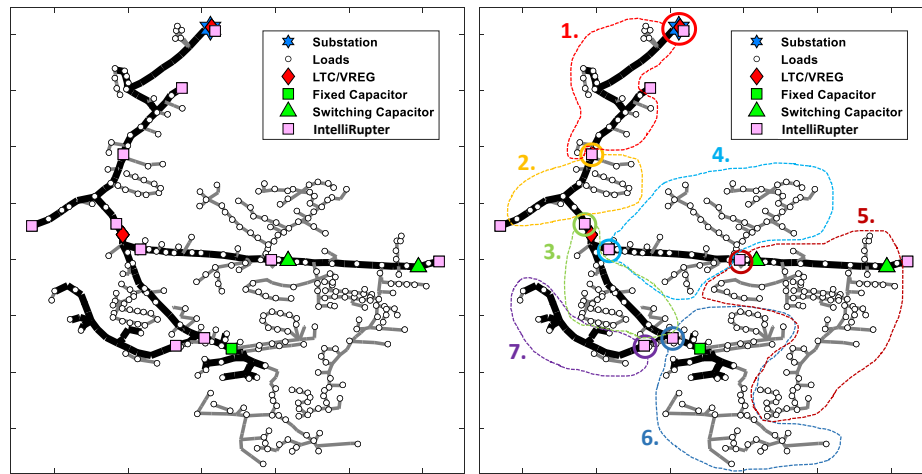 Substation
Loads
LTC/VREG
Fixed Capacitor
Switching Capacitor
IntelliRupter
1.
Substation
Loads
LTC/VREG
Fixed Capacitor
Switching Capacitor
IntelliRupter
2.
4.
5.
3.
7.
6.